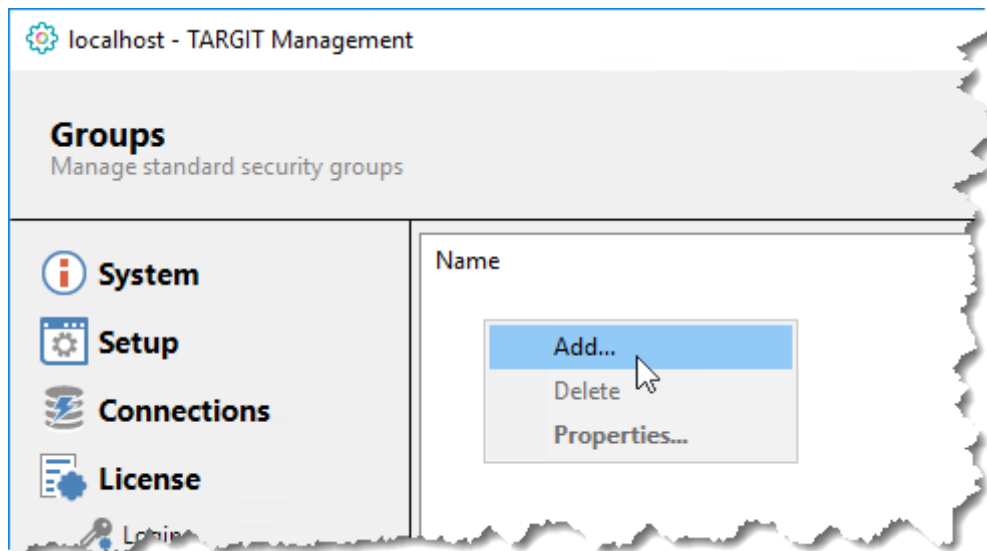 localhost - TARGIT Management
Groups
Manage standard security groups
System
Setup
Connections
License
Name
Add...
Delete
Properties...